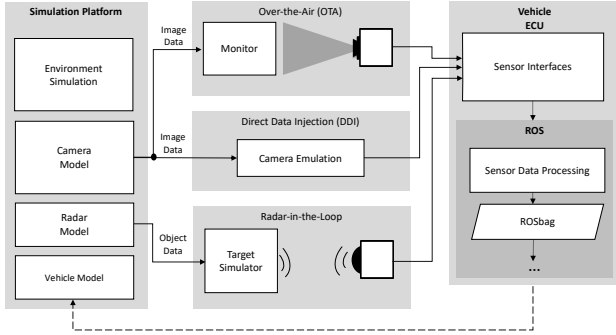 Simulation Platform
Environment
Simulation
Camera
Model
Radar
Model
Vehicle Model
Image
Data
Image
Data
Object
Data
Over-the-Air (OTA)
Monitor
Direct Data Injection (DDI)
Camera Emulation
Radar-in-the-Loop
Target
Simulator
Vehicle
ECU
Sensor Interfaces
ROS
Sensor Data Processing
ROSbag
...